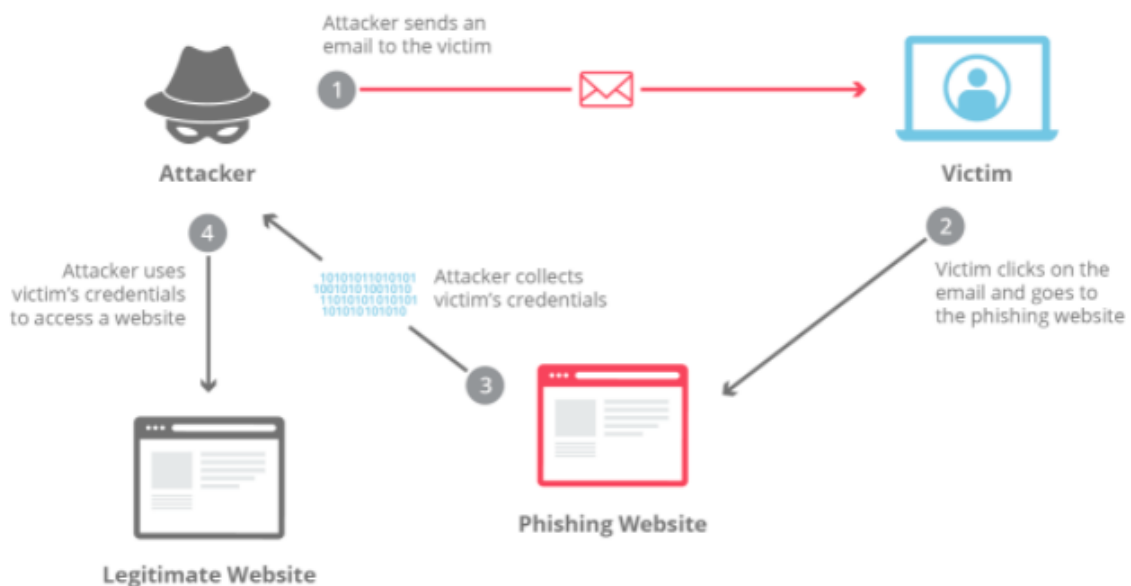 Attacker sends an
email to the victim
1
Attacker
Victim
2
Victim clicks on the
email and goes to
the phishing website
4
Attacker uses
victim's credentials
to access a website
10101011010101
10010101001010
11010101010101
101010101010
Attacker collects
victim's credentials
3
Phishing Website
Legitimate Website